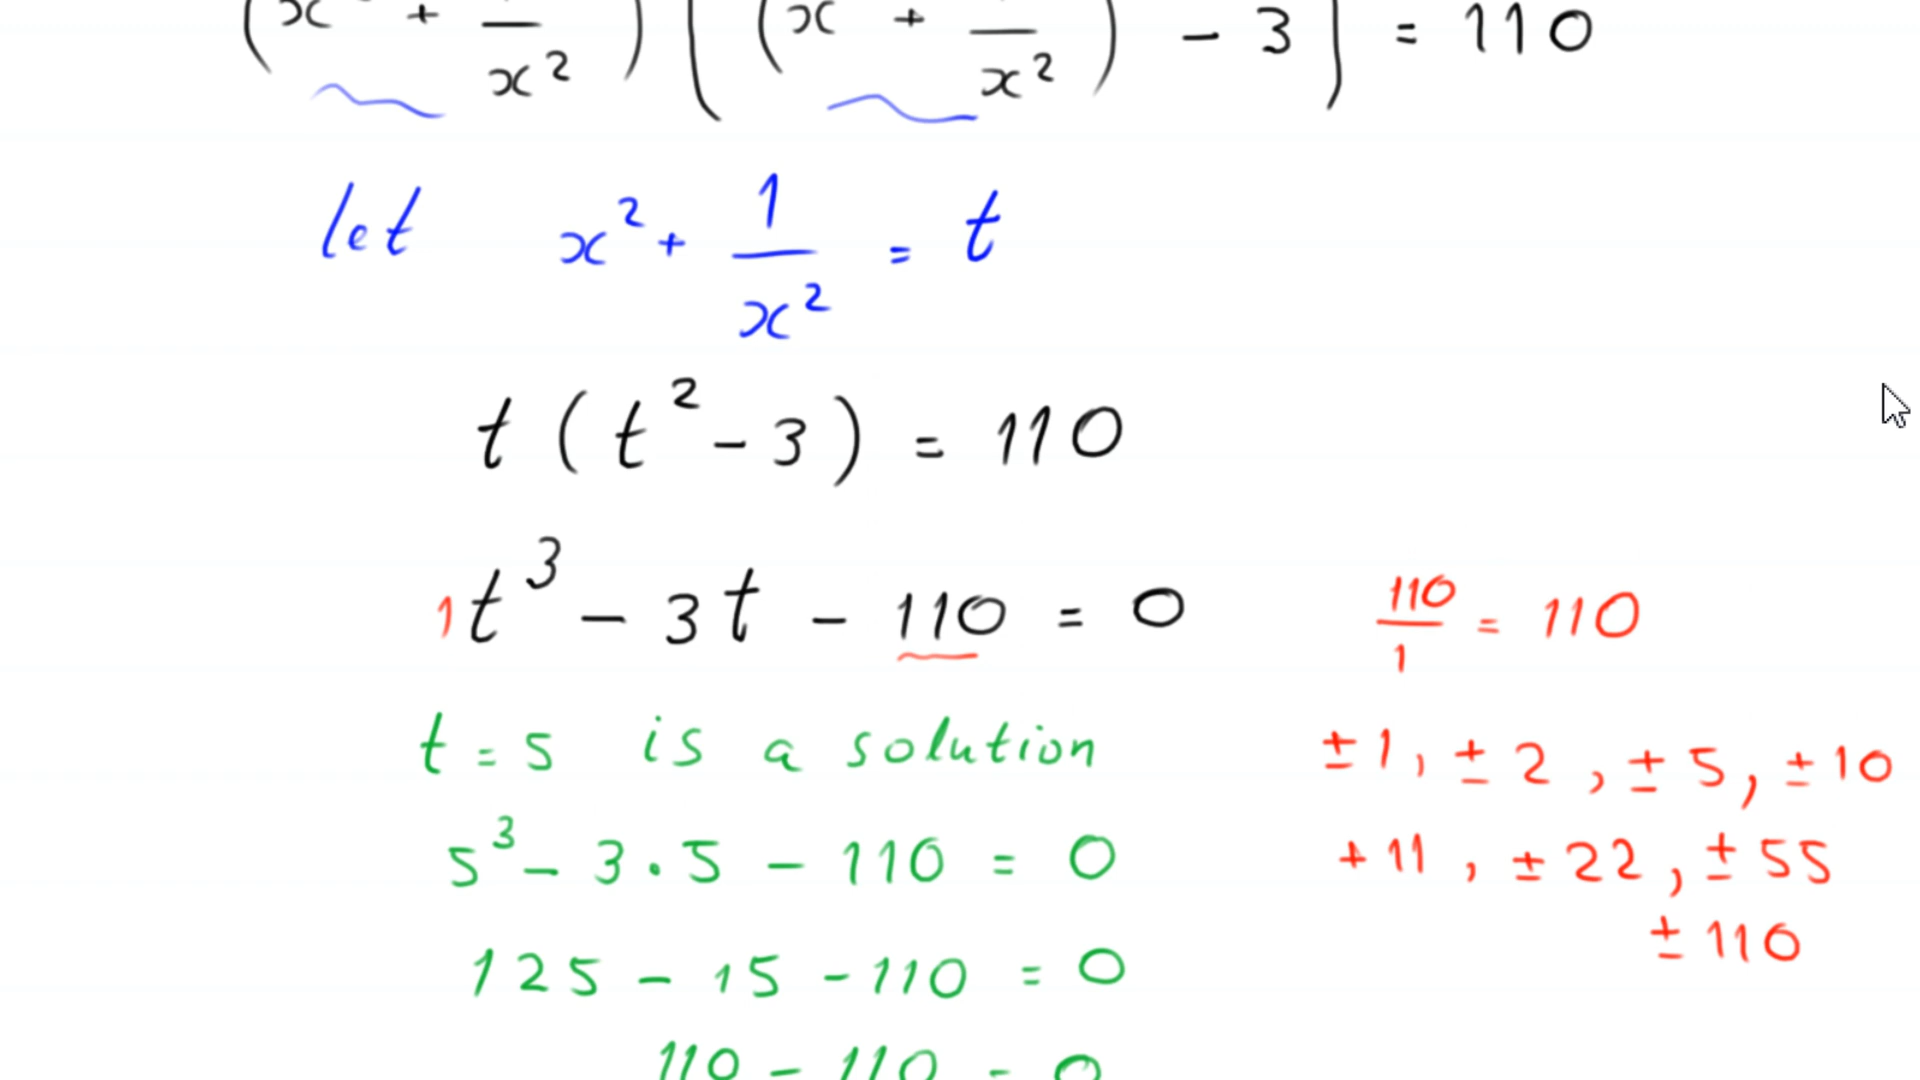 (x² + 1/x²) [(x + 1/x²) - 3] = 110
let x² + 1/x² = t
t(t² - 3) = 110
1t³ - 3t - 110 = 0
110/1 = 110
t = 5 is a solution
±1, ±2, ±5, ±10
5³ - 3·5 - 110 = 0
+11, ±22, ±55
±110
125 - 15 - 110 = 0
110 - 110 = 0